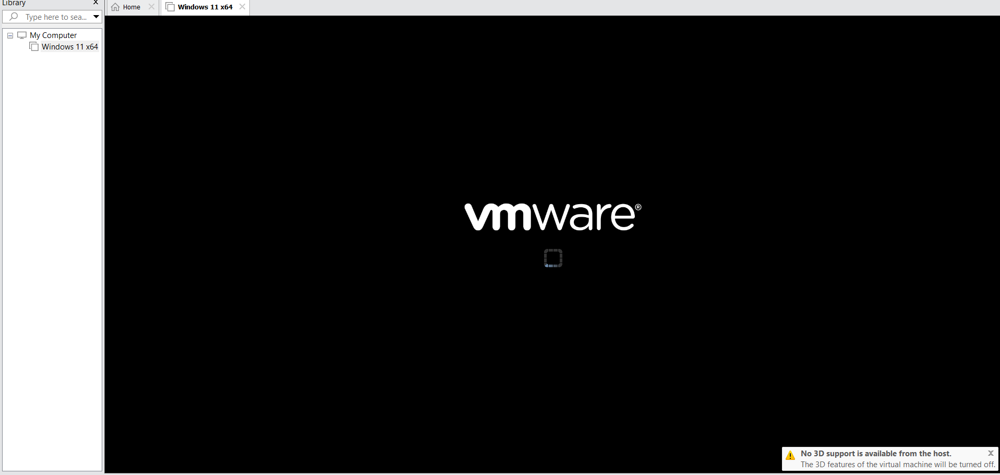 Library
Home
Windows 11 x64
Type here to sea...
My Computer
Windows 11 x64
vmware®
No 3D support is available from the host.
The 3D features of the virtual machine will be turned off.